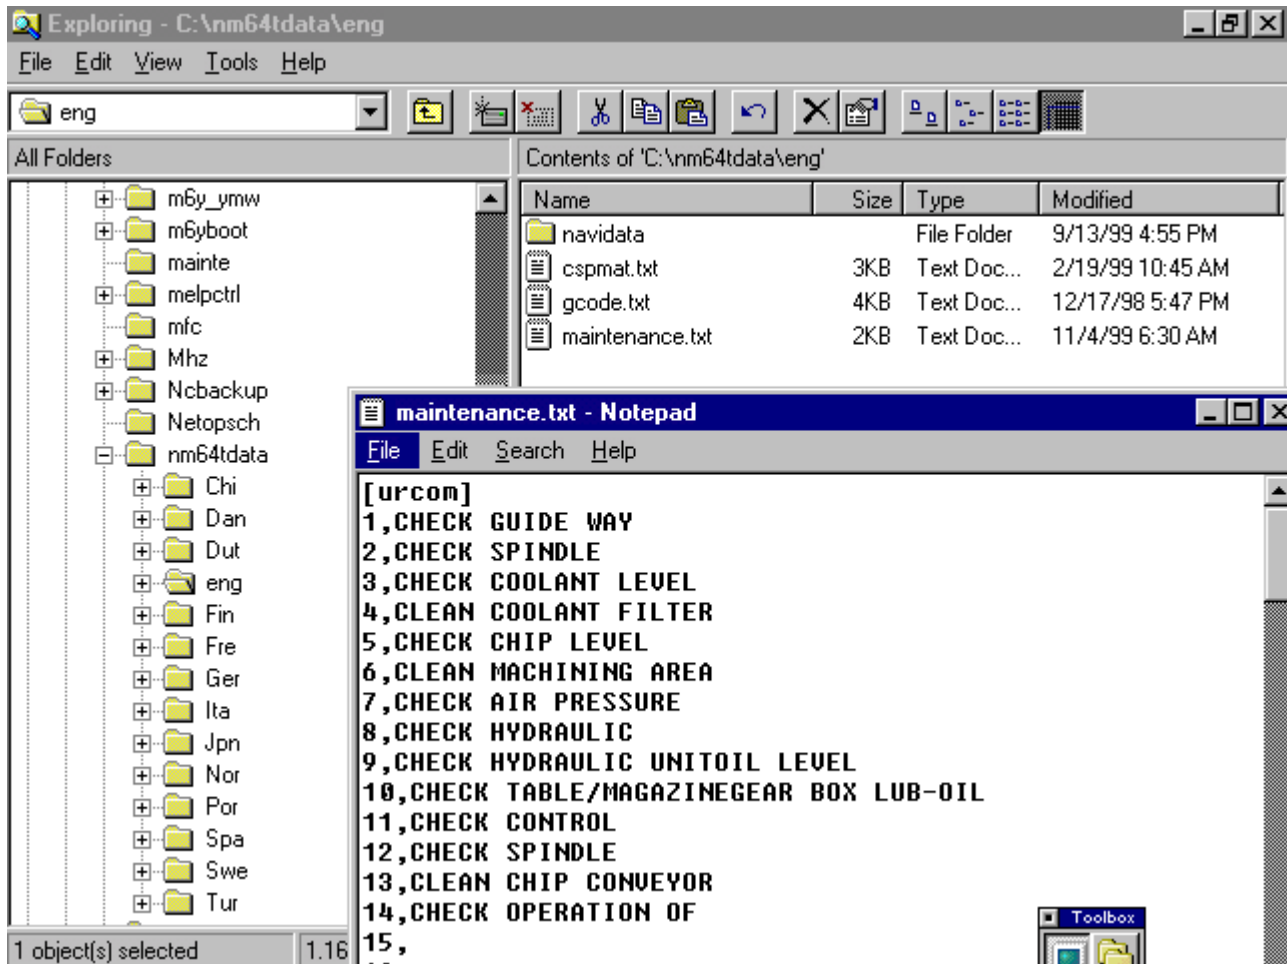 Exploring - C:\nm64tdata\eng
File Edit View Tools Help
eng
All Folders
Contents of 'C:\nm64tdata\eng'
m6y_ymw
m6yboot
mainte
melpctrl
mfc
Mhz
Ncbackup
Netopsch
nm64tdata
Chi
Dan
Dut
eng
Fin
Fre
Ger
Ita
Jpn
Nor
Por
Spa
Swe
Tur
Name Size Type Modified
navidata File Folder 9/13/99 4:55 PM
cspmat.txt 3KB Text Doc... 2/19/99 10:45 AM
gcode.txt 4KB Text Doc... 12/17/98 5:47 PM
maintenance.txt 2KB Text Doc... 11/4/99 6:30 AM
maintenance.txt - Notepad
File Edit Search Help
[urcom]
1,CHECK GUIDE WAY
2,CHECK SPINDLE
3,CHECK COOLANT LEVEL
4,CLEAN COOLANT FILTER
5,CHECK CHIP LEVEL
6,CLEAN MACHINING AREA
7,CHECK AIR PRESSURE
8,CHECK HYDRAULIC
9,CHECK HYDRAULIC UNITOIL LEVEL
10,CHECK TABLE/MAGAZINEGEAR BOX LUB-OIL
11,CHECK CONTROL
12,CHECK SPINDLE
13,CLEAN CHIP CONVEYOR
14,CHECK OPERATION OF
15,
Toolbox
1 object(s) selected
1.16